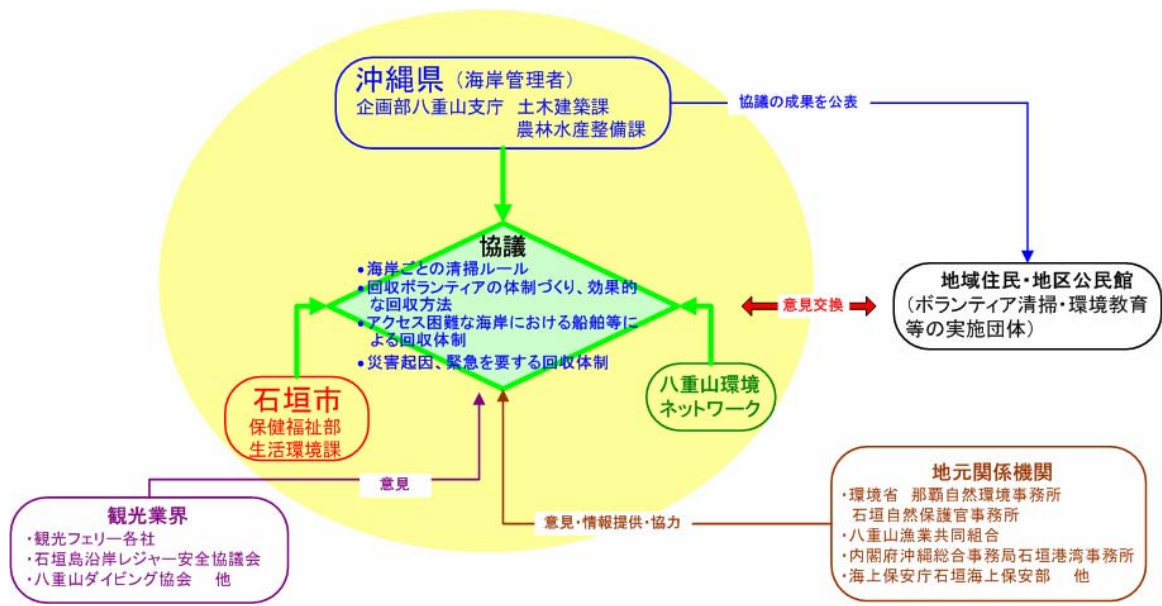 沖縄県（海岸管理者）
企画部八重山支庁　土木建築課
農林水産整備課
協議の成果を公表
協議
•海岸ごとの清掃ルール
•回収ボランティアの体制づくり、効果的
な回収方法
•アクセス困難な海岸における船舶等に
よる回収体制
•災害起因、緊急を要する回収体制
意見交換
地域住民・地区公民館
（ボランティア清掃・環境教育
等の実施団体）
石垣市
保健福祉部
生活環境課
八重山環境
ネットワーク
意見
観光業界
・観光フェリー各社
・石垣島沿岸レジャー安全協議会
・八重山ダイビング協会　他
意見・情報提供・協力
地元関係機関
・環境省　那覇自然環境事務所
石垣自然保護官事務所
・八重山漁業共同組合
・内閣府沖縄総合事務局石垣港湾事務所
・海上保安庁石垣海上保安部　他